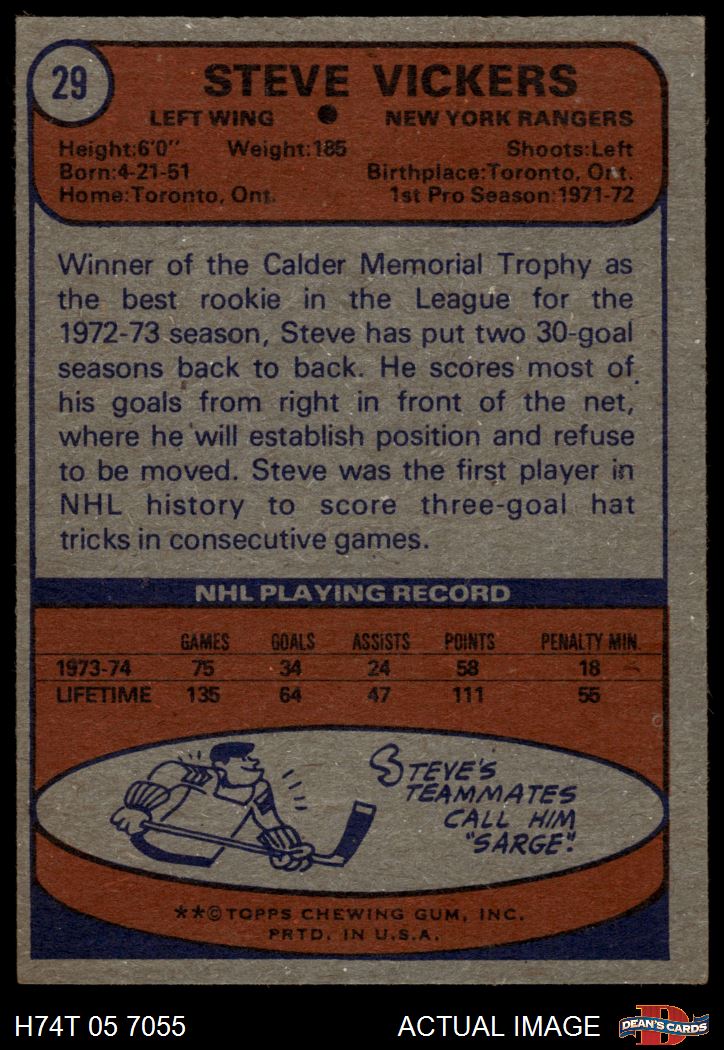 29
STEVE VICKERS
LEFT WING ● NEW YORK RANGERS
Height:6'0" Weight:185 Shoots:Left
Born:4-21-51 Birthplace:Toronto, Ont.
Home:Toronto, Ont. 1st Pro Season:1971-72
Winner of the Calder Memorial Trophy as
the best rookie in the League for the
1972-73 season, Steve has put two 30-goal
seasons back to back. He scores most of
his goals from right in front of the net,
where he will establish position and refuse
to be moved. Steve was the first player in
NHL history to score three-goal hat
tricks in consecutive games.
NHL PLAYING RECORD
GAMES GOALS ASSISTS POINTS PENALTY MIN.
1973-74 75 34 24 58 18
LIFETIME 135 64 47 111 55
STEVE'S
TEAMMATES
CALL HIM
"SARGE".
**©TOPPS CHEWING GUM, INC.
PRTD. IN U.S.A.
H74T 05 7055 ACTUAL IMAGE
D
DEAN'S CARDS